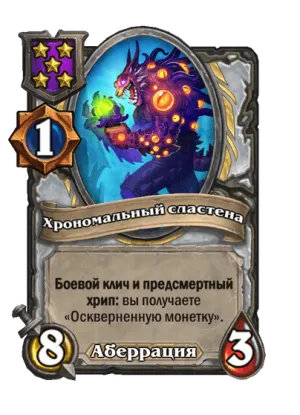 1
Хрономальный сластена
Боевой клич и предсмертный
хрип: вы получаете
«Оскверненную монетку».
8
Аберрация
3